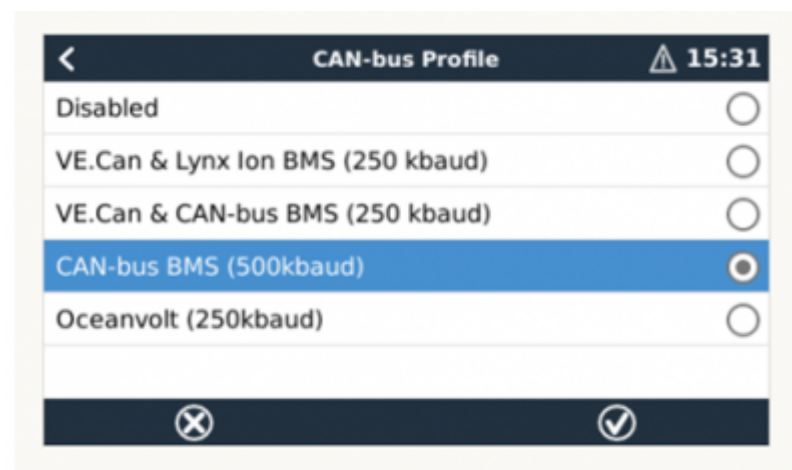 CAN-bus Profile 15:31
Disabled
VE.Can & Lynx Ion BMS (250 kbaud)
VE.Can & CAN-bus BMS (250 kbaud)
CAN-bus BMS (500kbaud)
Oceanvolt (250kbaud)